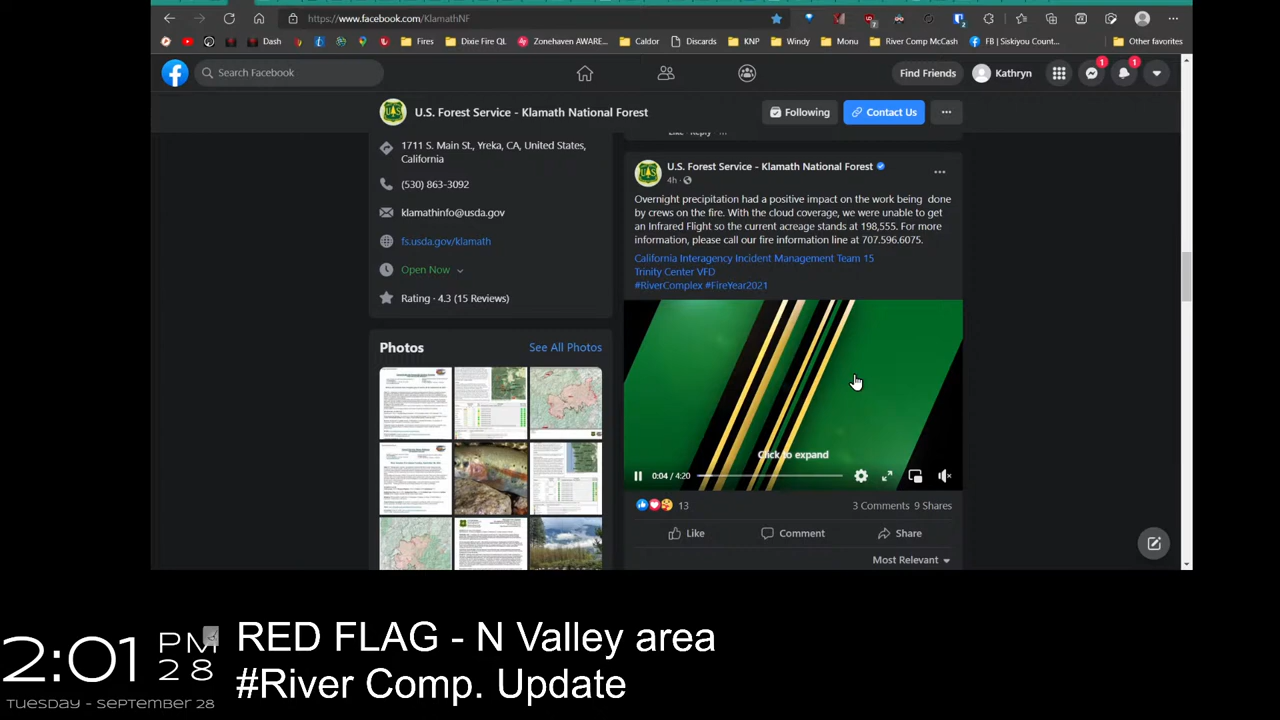 https://www.facebook.com/KlamathNF
Dash
Fires
Dixie Fire QL
Zonehaven AWARE...
Caldor
Discards
KNP
Windy
Monu
River Comp McCash
FB | Siskiyou Count...
Other favorites
Search Facebook
Find Friends
Kathryn
1
1
U.S. Forest Service - Klamath National Forest
Following
Contact Us
1711 S. Main St., Yreka, CA, United States,
California
(530) 863-3092
klamathinfo@usda.gov
fs.usda.gov/klamath
Open Now
Rating · 4.3 (15 Reviews)
Photos
See All Photos
Like · Reply
U.S. Forest Service - Klamath National Forest
4h
Overnight precipitation had a positive impact on the work being done
by crews on the fire. With the cloud coverage, we were unable to get
an Infrared Flight so the current acreage stands at 198,555. For more
information, please call our fire information line at 707.596.6075.
California Interagency Incident Management Team 15
Trinity Center VFD
#RiverComplex #FireYear2021
Click to expand
0:04 / 4:20
13
3 Comments 9 Shares
Like
Comment
Share
Most Relevant
2:01 PM
28
TUESDAY - SEPTEMBER 28
RED FLAG - N Valley area
#River Comp. Update